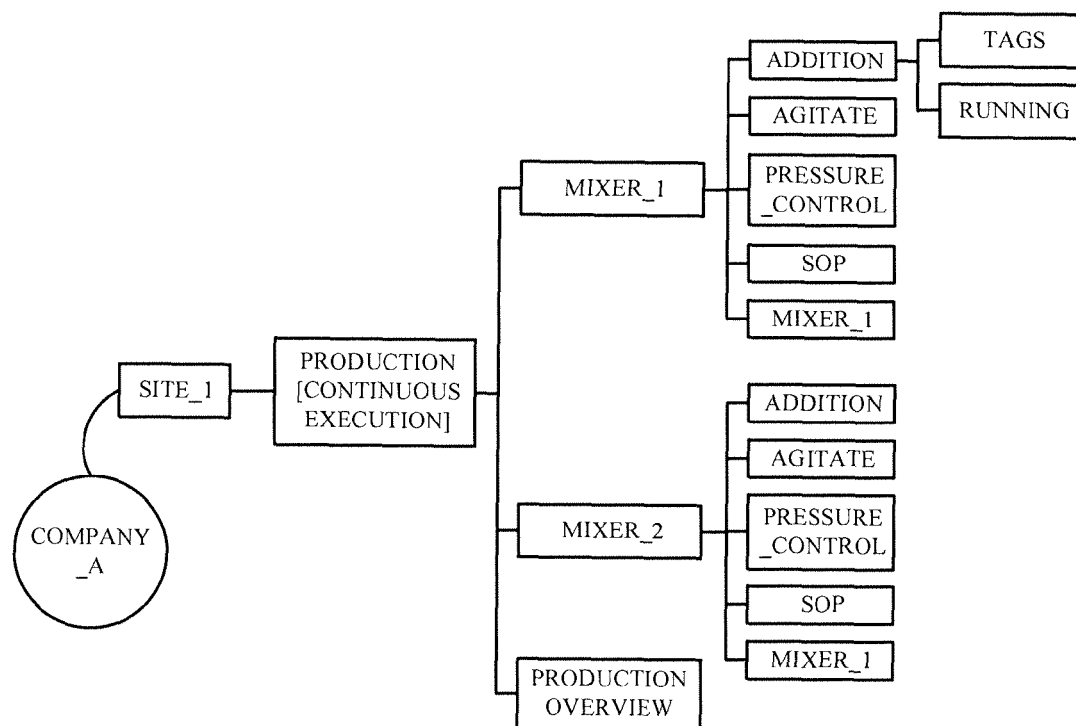 COMPANY
_A
SITE_1
PRODUCTION
[CONTINUOUS
EXECUTION]
MIXER_1
ADDITION
TAGS
RUNNING
AGITATE
PRESSURE
_CONTROL
SOP
MIXER_1
MIXER_2
ADDITION
AGITATE
PRESSURE
_CONTROL
SOP
MIXER_1
PRODUCTION
OVERVIEW